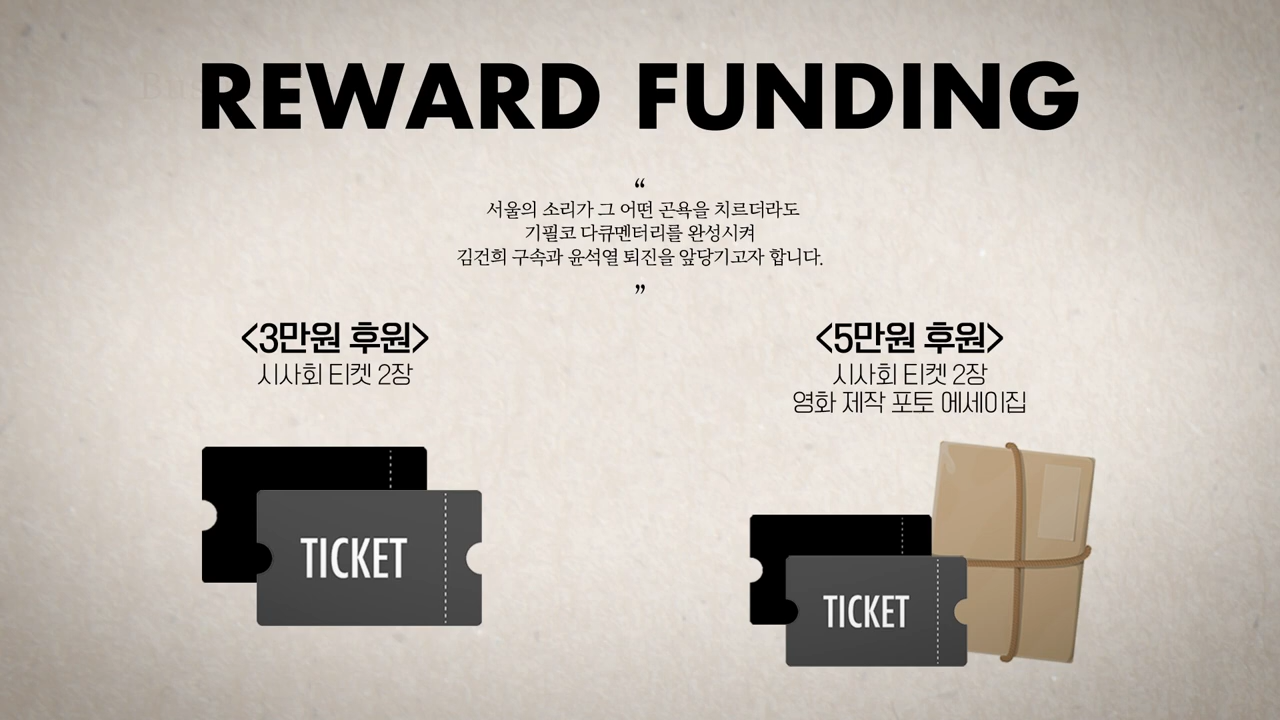 REWARD FUNDING
“
서울의 소리가 그 어떤 곤욕을 치르더라도
기필코 다큐멘터리를 완성시켜
김건희 구속과 윤석열 퇴진을 앞당기고자 합니다.
”
<3만원 후원>
시사회 티켓 2장
<5만원 후원>
시사회 티켓 2장
영화 제작 포토 에세이집
TICKET
TICKET